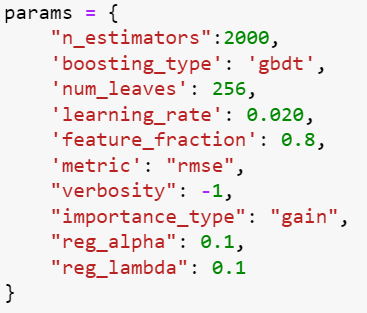 params = {
    "n_estimators":2000,
    'boosting_type': 'gbdt',
    'num_leaves': 256,
    'learning_rate': 0.020,
    'feature_fraction': 0.8,
    'metric': "rmse",
    "verbosity": -1,
    "importance_type": "gain",
    "reg_alpha": 0.1,
    "reg_lambda": 0.1
}